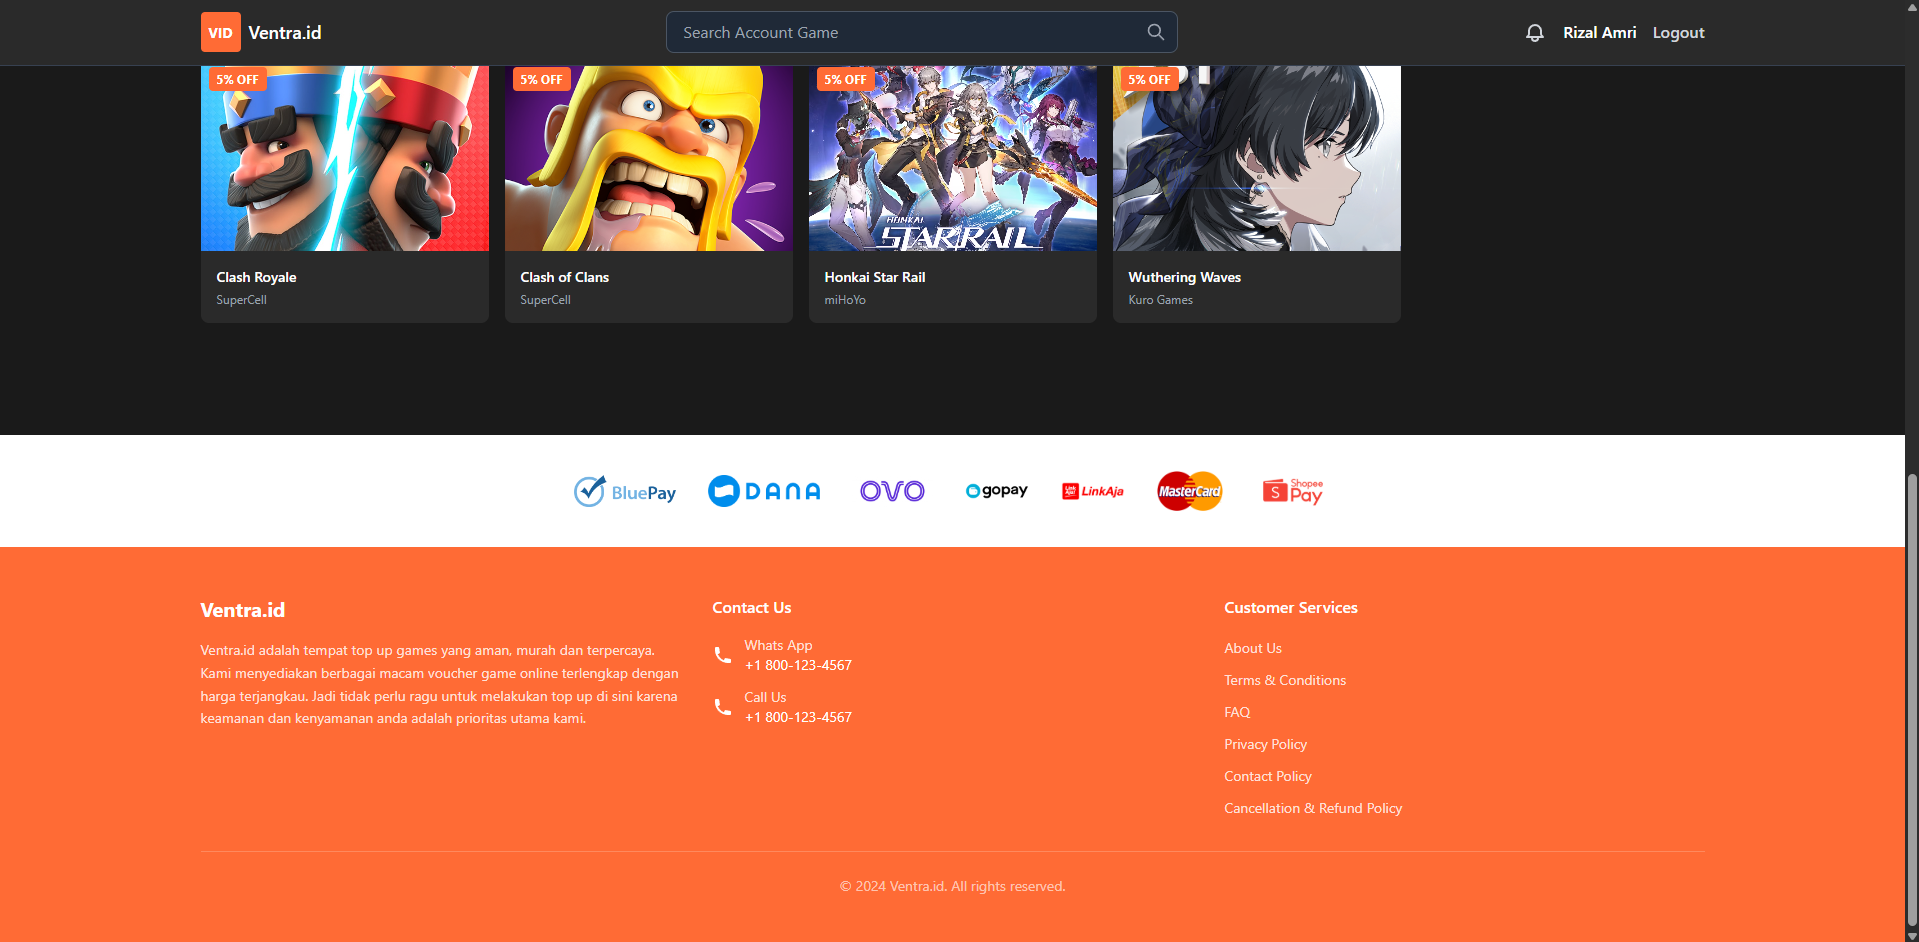 VID Ventra.id
Search Account Game
Rizal Amri Logout
5% OFF
5% OFF
5% OFF
5% OFF
HONKAI
STAR RAIL
Clash Royale
SuperCell
Clash of Clans
SuperCell
Honkai Star Rail
miHoYo
Wuthering Waves
Kuro Games
BluePay
DANA
OVO
gopay
Link Aja!
LinkAja
MasterCard
S
Shopee
Pay
Ventra.id
Ventra.id adalah tempat top up games yang aman, murah dan terpercaya.
Kami menyediakan berbagai macam voucher game online terlengkap dengan
harga terjangkau. Jadi tidak perlu ragu untuk melakukan top up di sini karena
keamanan dan kenyamanan anda adalah prioritas utama kami.
Contact Us
Whats App
+1 800-123-4567
Call Us
+1 800-123-4567
Customer Services
About Us
Terms & Conditions
FAQ
Privacy Policy
Contact Policy
Cancellation & Refund Policy
© 2024 Ventra.id. All rights reserved.